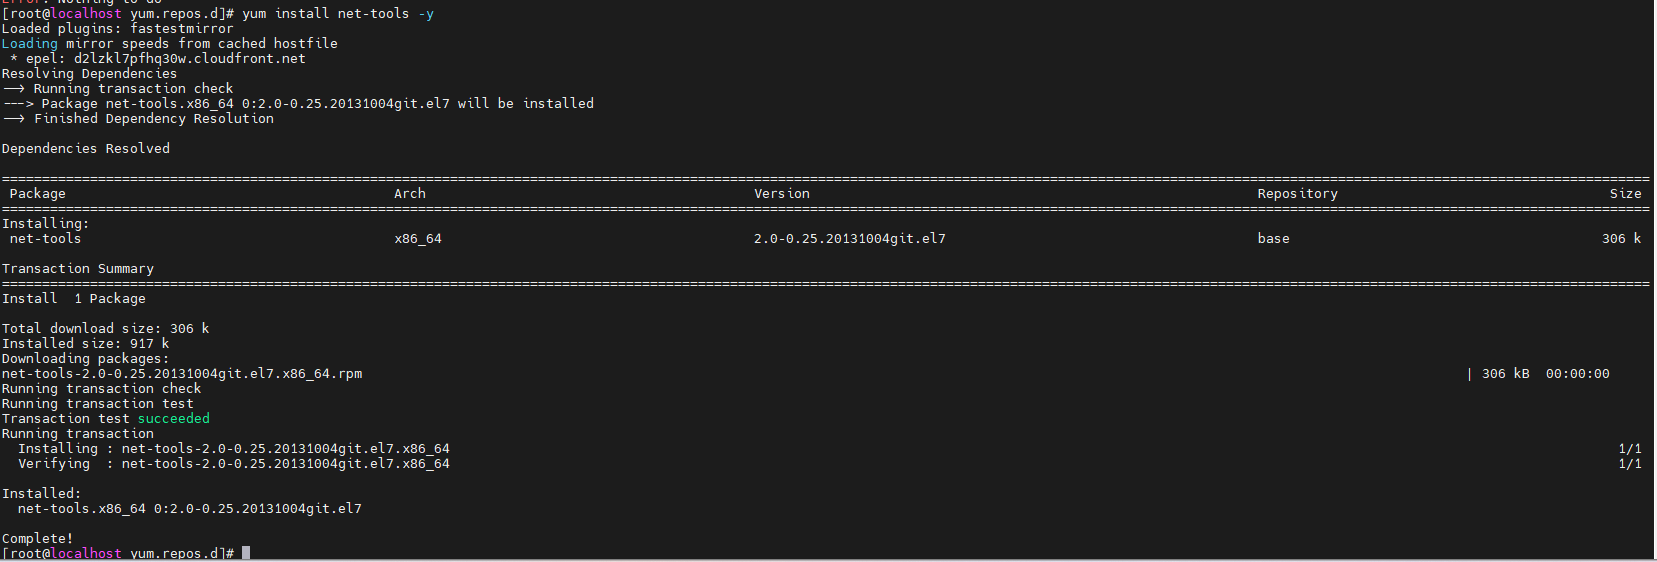 Error: Nothing to do
[root@localhost yum.repos.d]# yum install net-tools -y
Loaded plugins: fastestmirror
Loading mirror speeds from cached hostfile
 * epel: d2lzkl7pfhq30w.cloudfront.net
Resolving Dependencies
--> Running transaction check
---> Package net-tools.x86_64 0:2.0-0.25.20131004git.el7 will be installed
--> Finished Dependency Resolution
Dependencies Resolved
================================================================================
Package Arch Version Repository Size
================================================================================
Installing:
net-tools x86_64 2.0-0.25.20131004git.el7 base 306 k
Transaction Summary
================================================================================
Install  1 Package
Total download size: 306 k
Installed size: 917 k
Downloading packages:
net-tools-2.0-0.25.20131004git.el7.x86_64.rpm | 306 kB  00:00:00
Running transaction check
Running transaction test
Transaction test succeeded
Running transaction
  Installing : net-tools-2.0-0.25.20131004git.el7.x86_64 1/1
  Verifying  : net-tools-2.0-0.25.20131004git.el7.x86_64 1/1
Installed:
  net-tools.x86_64 0:2.0-0.25.20131004git.el7
Complete!
[root@localhost yum.repos.d]#